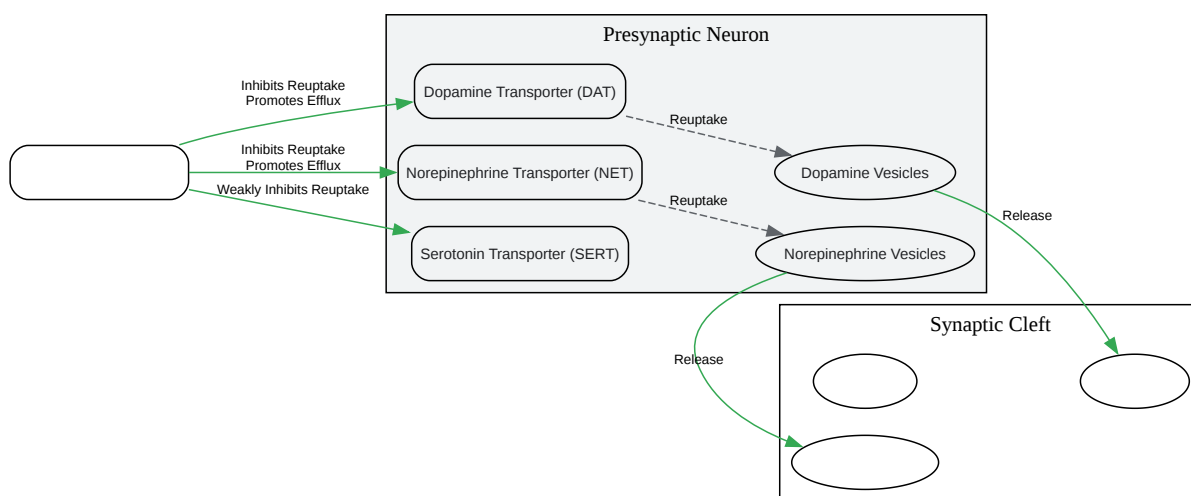 Presynaptic Neuron
Inhibits Reuptake
Promotes Efflux
Dopamine Transporter (DAT)
Reuptake
Inhibits Reuptake
Promotes Efflux
Norepinephrine Transporter (NET)
Dopamine Vesicles
Weakly Inhibits Reuptake
Reuptake
Release
Serotonin Transporter (SERT)
Norepinephrine Vesicles
Synaptic Cleft
Release